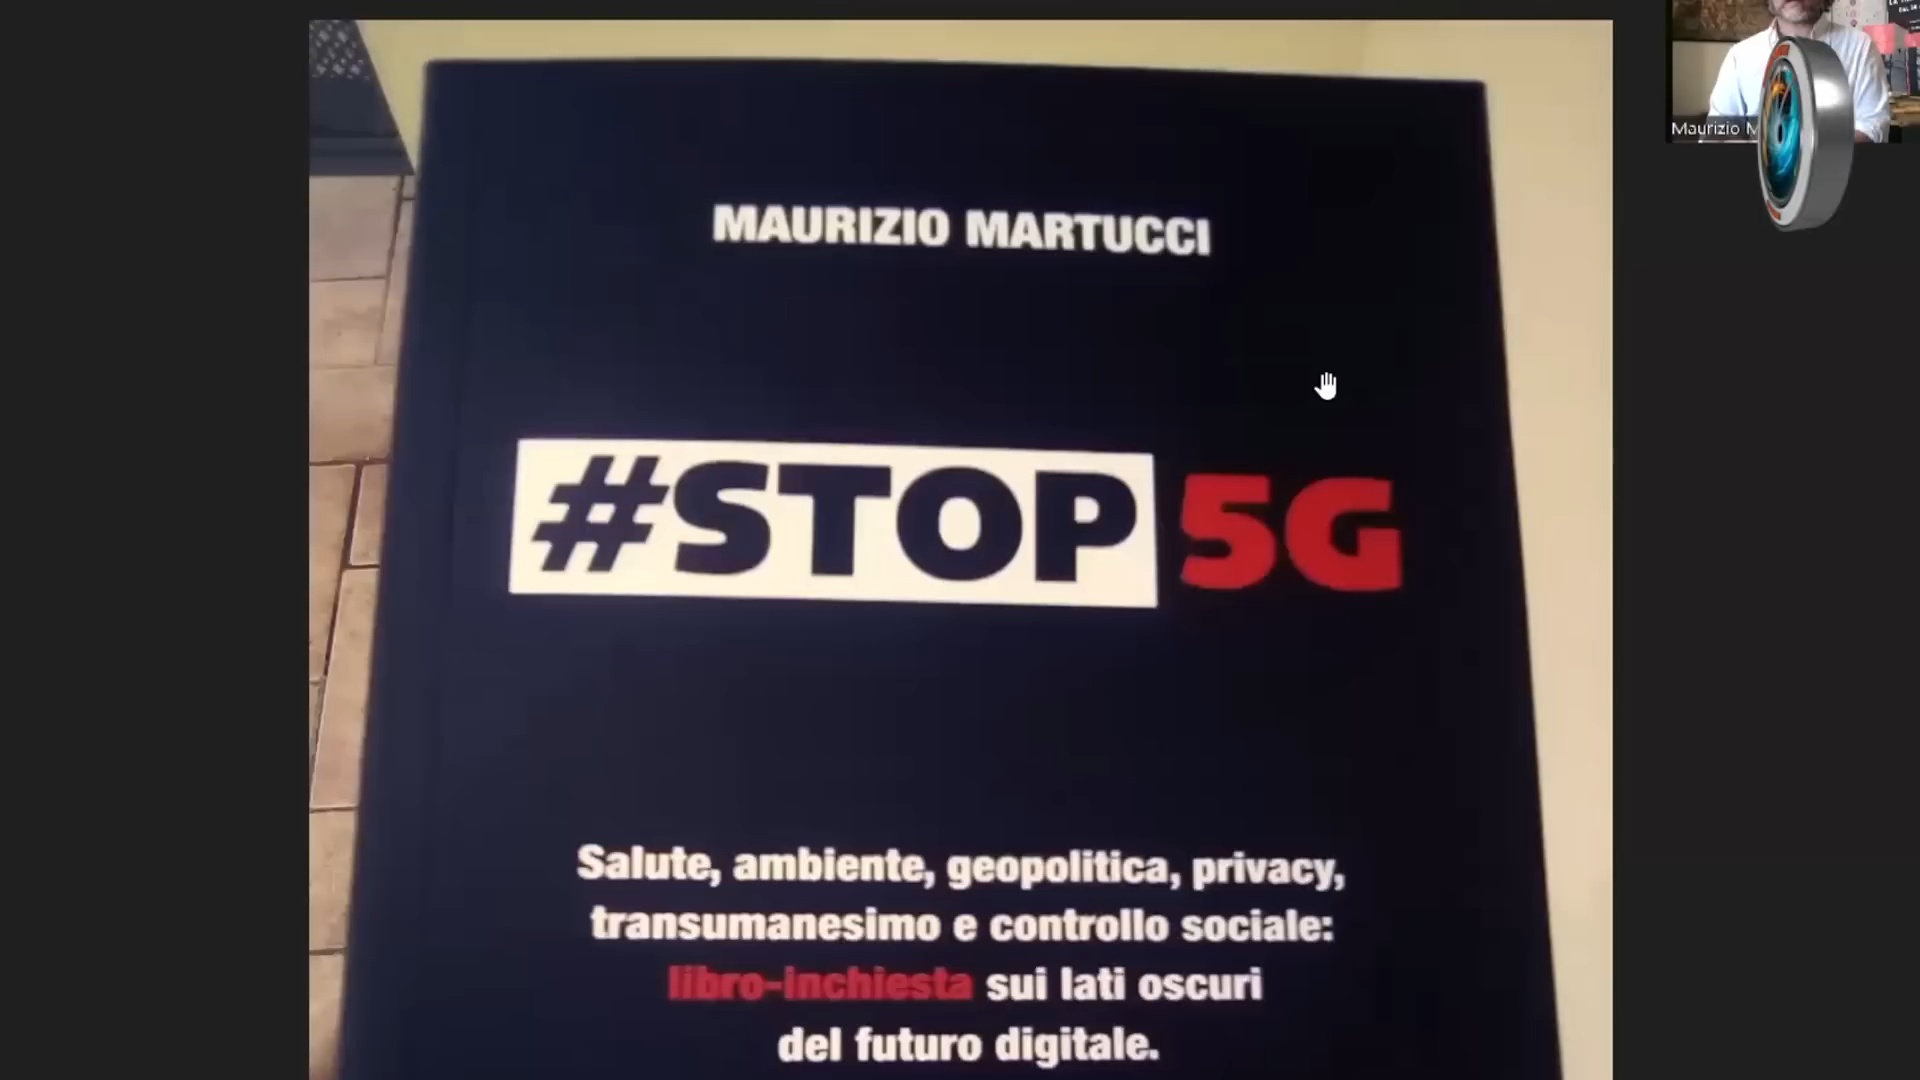 MAURIZIO MARTUCCI
#STOP 5G
Salute, ambiente, geopolitica, privacy,
transumanesimo e controllo sociale:
libro-inchiesta sui lati oscuri
del futuro digitale.
Maurizio